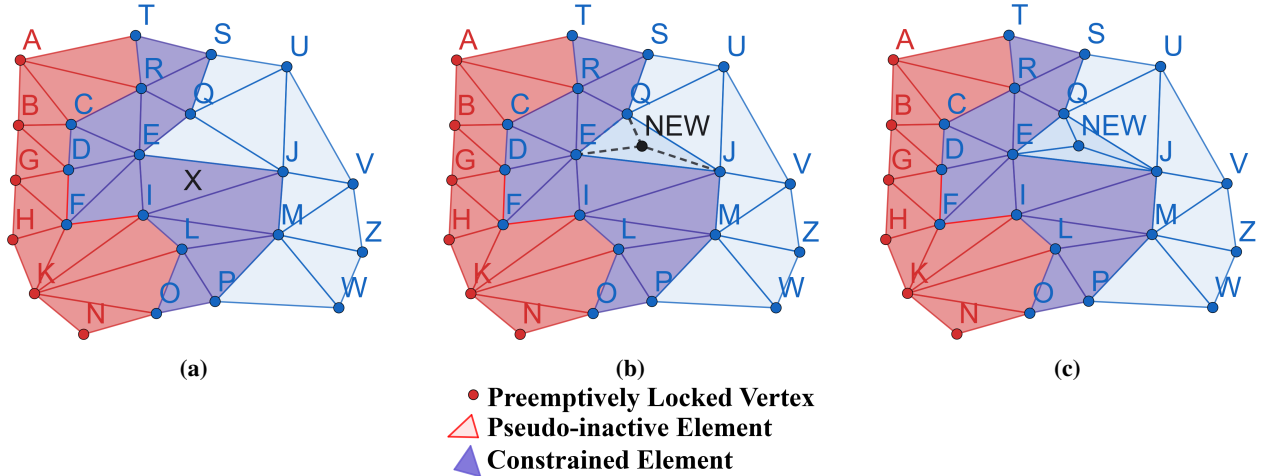 T
S
U
A
R
Q
B
C
E
G
D
J
V
X
F
I
M
H
L
Z
K
P
W
O
N
(a)
T
S
U
A
R
Q
B
C
NEW
E
G
D
J
V
F
I
M
H
L
Z
K
P
W
O
N
(b)
T
S
U
A
R
Q
B
C
NEW
E
G
D
J
V
F
I
M
H
L
Z
K
P
W
O
N
(c)
Preemptively Locked Vertex
Pseudo-inactive Element
Constrained Element